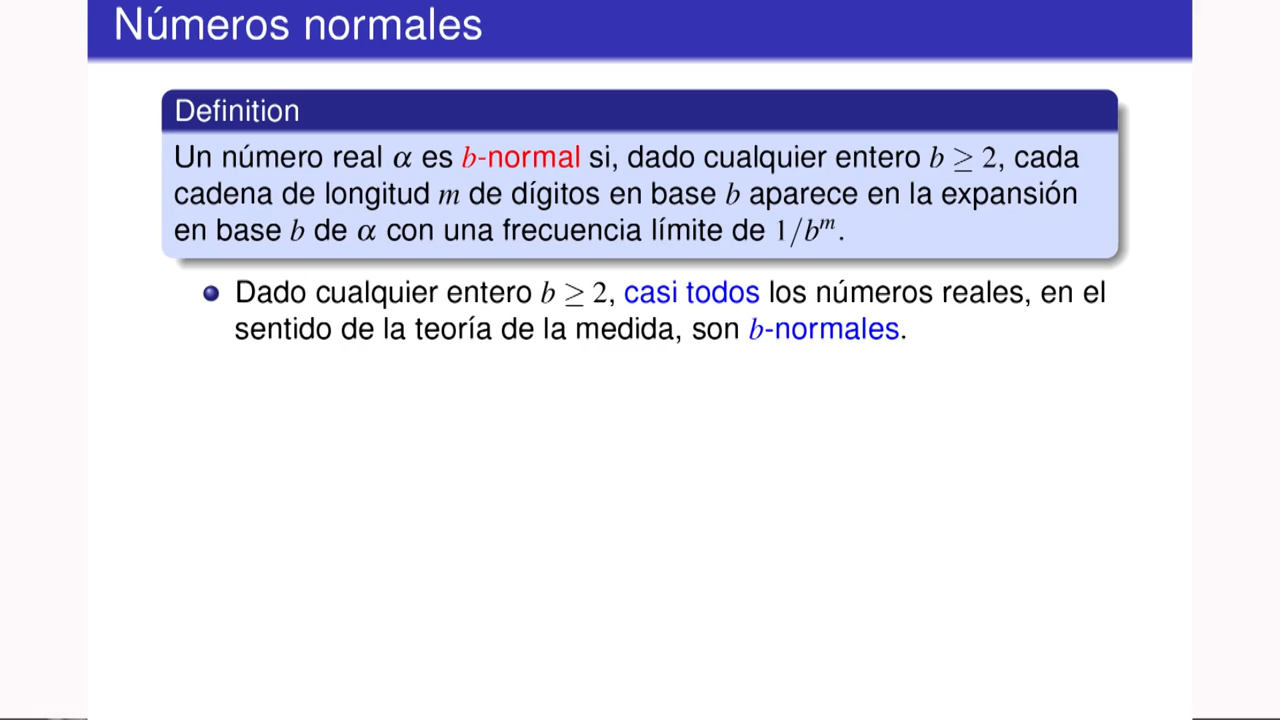 Números normales
Definition
Un número real α es b-normal si, dado cualquier entero b ≥ 2, cada
cadena de longitud m de dígitos en base b aparece en la expansión
en base b de α con una frecuencia límite de 1/bᵐ.
Dado cualquier entero b ≥ 2, casi todos los números reales, en el
sentido de la teoría de la medida, son b-normales.